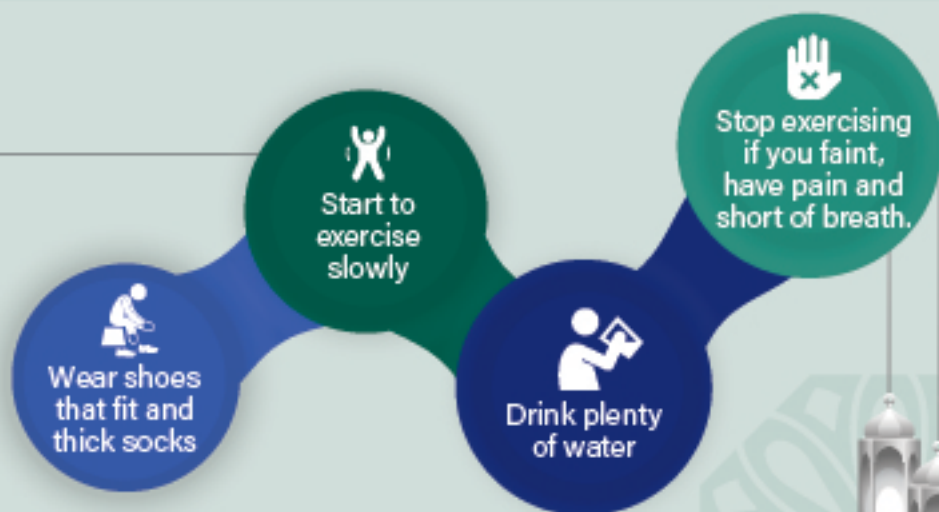 Wear shoes
that fit and
thick socks
Start to
exercise
slowly
Drink plenty
of water
Stop exercising
if you faint,
have pain and
short of breath.